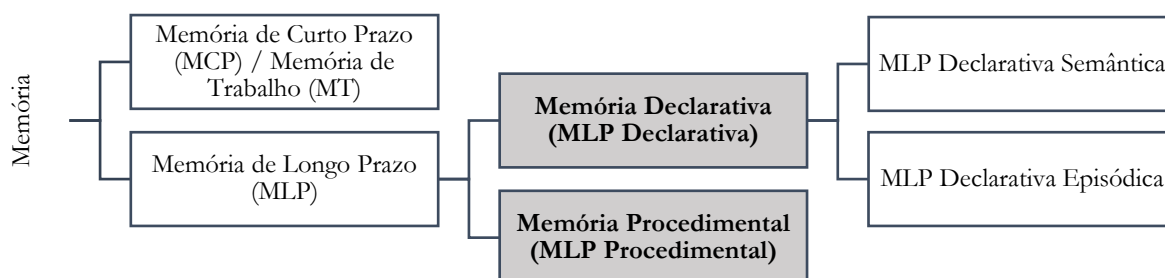 Memória
Memória de Curto Prazo
(MCP) / Memória de
Trabalho (MT)
Memória de Longo Prazo
(MLP)
Memória Declarativa
(MLP Declarativa)
Memória Procedimental
(MLP Procedimental)
MLP Declarativa Semântica
MLP Declarativa Episódica